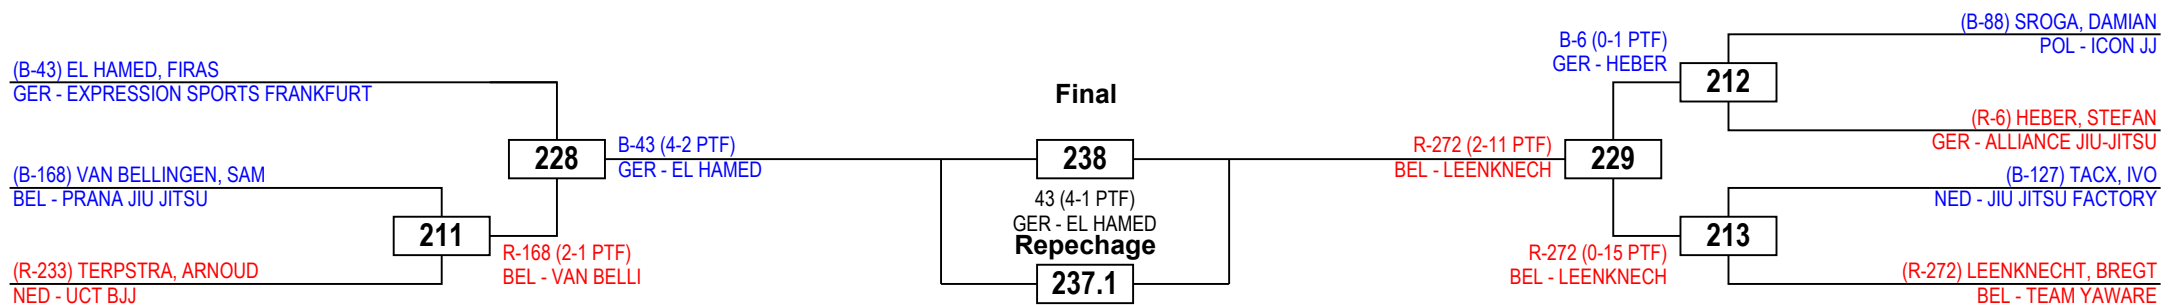 (B-43) EL HAMED, FIRAS
GER - EXPRESSION SPORTS FRANKFURT
(B-168) VAN BELLINGEN, SAM
BEL - PRANA JIU JITSU
(R-233) TERPSTRA, ARNOUD
NED - UCT BJJ
211
R-168 (2-1 PTF)
BEL - VAN BELLI
228
B-43 (4-2 PTF)
GER - EL HAMED
Final
238
43 (4-1 PTF)
GER - EL HAMED
Repechage
237.1
R-272 (2-11 PTF)
BEL - LEENKNECH
229
B-6 (0-1 PTF)
GER - HEBER
212
R-272 (0-15 PTF)
BEL - LEENKNECH
213
(B-88) SROGA, DAMIAN
POL - ICON JJ
(R-6) HEBER, STEFAN
GER - ALLIANCE JIU-JITSU
(B-127) TACX, IVO
NED - JIU JITSU FACTORY
(R-272) LEENKNECHT, BREGT
BEL - TEAM YAWARE